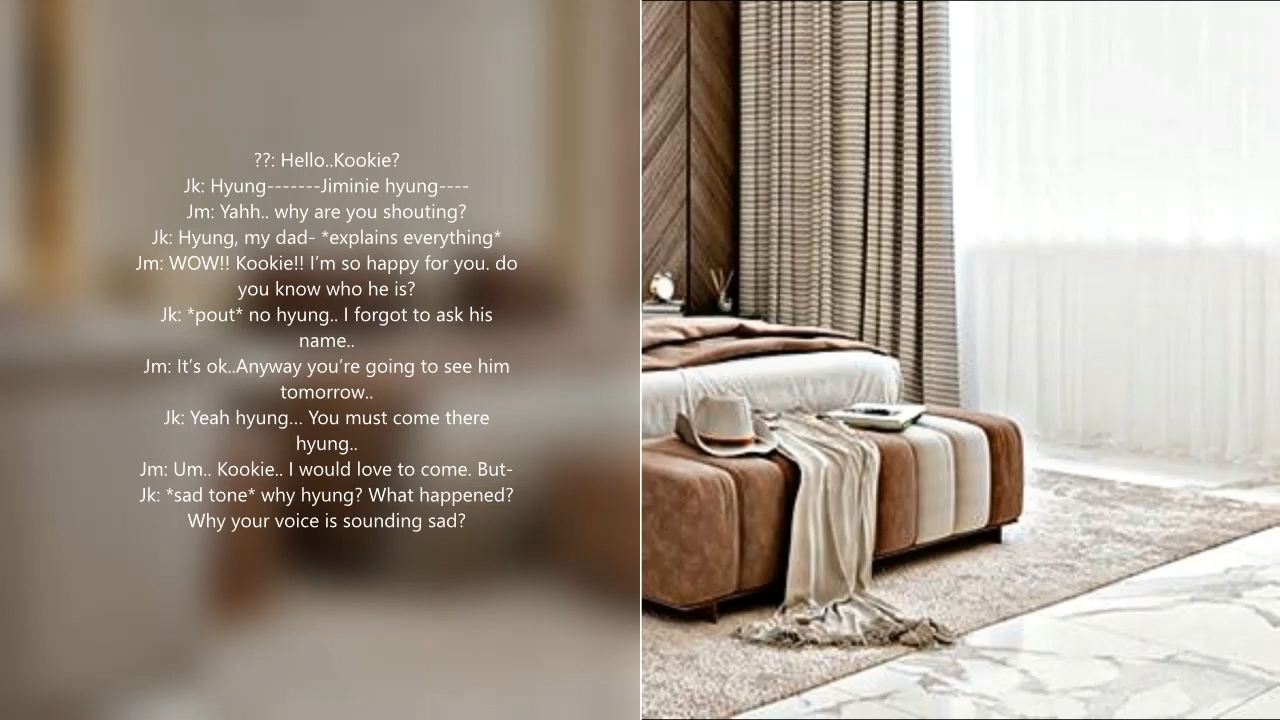 ??: Hello..Kookie?
Jk: Hyung-------Jiminie hyung----
Jm: Yahh.. why are you shouting?
Jk: Hyung, my dad- *explains everything*
Jm: WOW!! Kookie!! I’m so happy for you. do
you know who he is?
Jk: *pout* no hyung.. I forgot to ask his
name..
Jm: It’s ok..Anyway you’re going to see him
tomorrow..
Jk: Yeah hyung... You must come there
hyung..
Jm: Um.. Kookie.. I would love to come. But-
Jk: *sad tone* why hyung? What happened?
Why your voice is sounding sad?